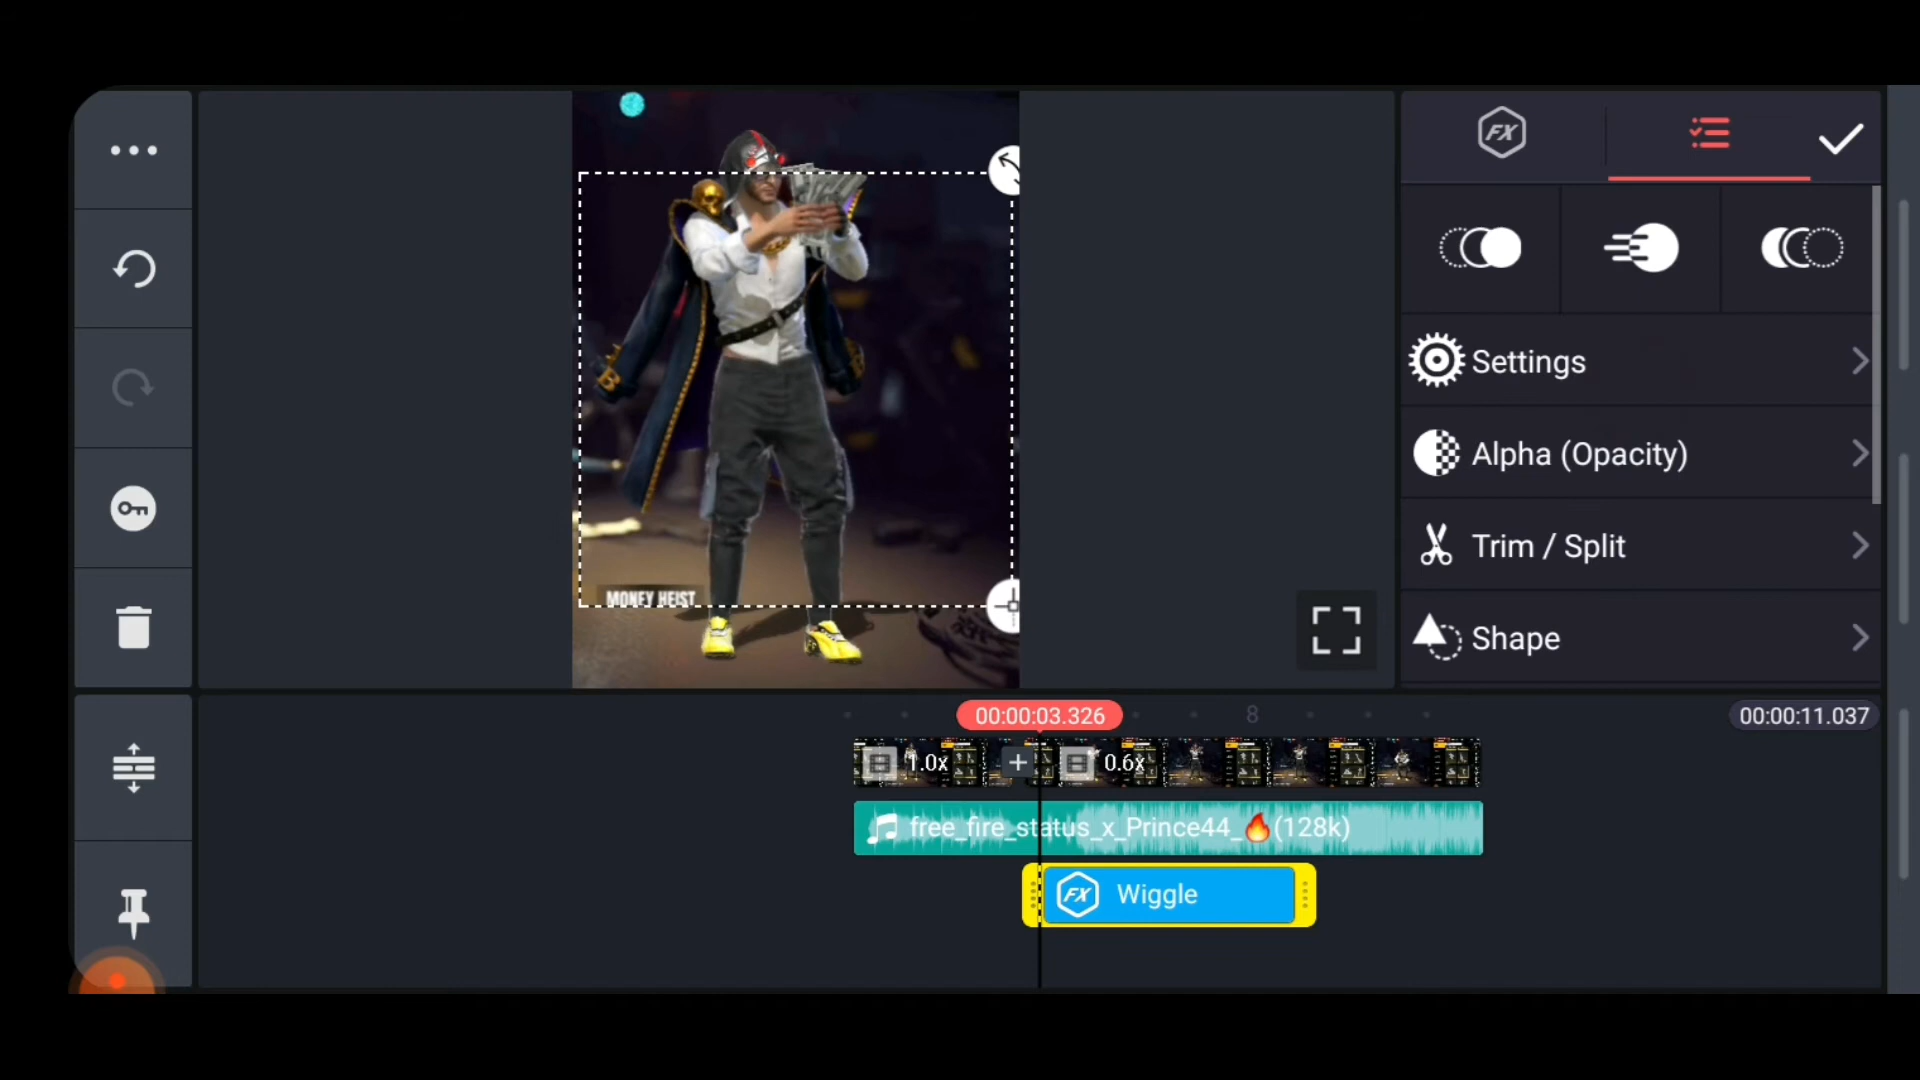 FX
Settings
Alpha (Opacity)
Trim / Split
Shape
B
MONEY HEIST
00:00:03.326
8
00:00:11.037
1.0x
0.6x
free_fire_status_x_Prince44_🔥(128k)
FX Wiggle